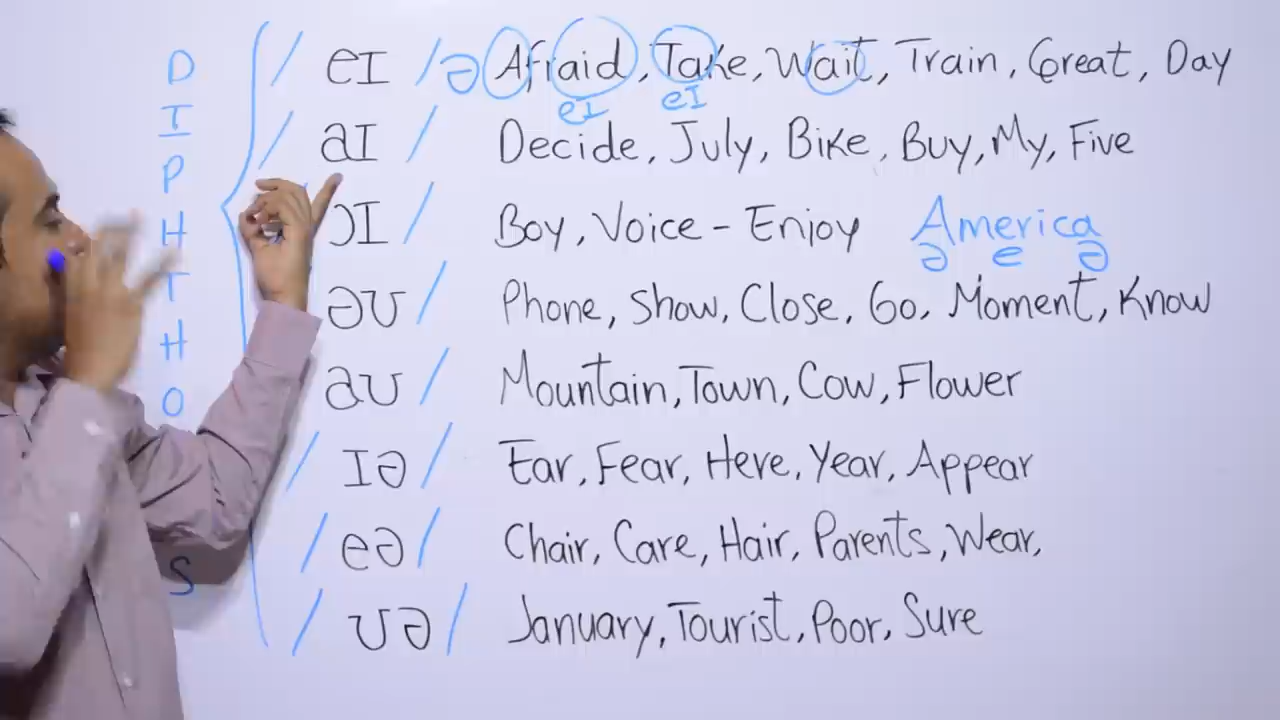 D
I
P
H
T
H
O
S
/ eɪ / ə Afraid, Take, Wait, Train, Great, Day
eɪ eɪ
/ aɪ / Decide, July, Bike, Buy, My, Five
ɔɪ / Boy, Voice - Enjoy America
ə e ə
əʊ / Phone, Show, Close, Go, Moment, Know
aʊ / Mountain, Town, Cow, Flower
/ ɪə / Ear, Fear, Here, Year, Appear
/ eə / Chair, Care, Hair, Parents, Wear,
/ ʊə / January, Tourist, Poor, Sure